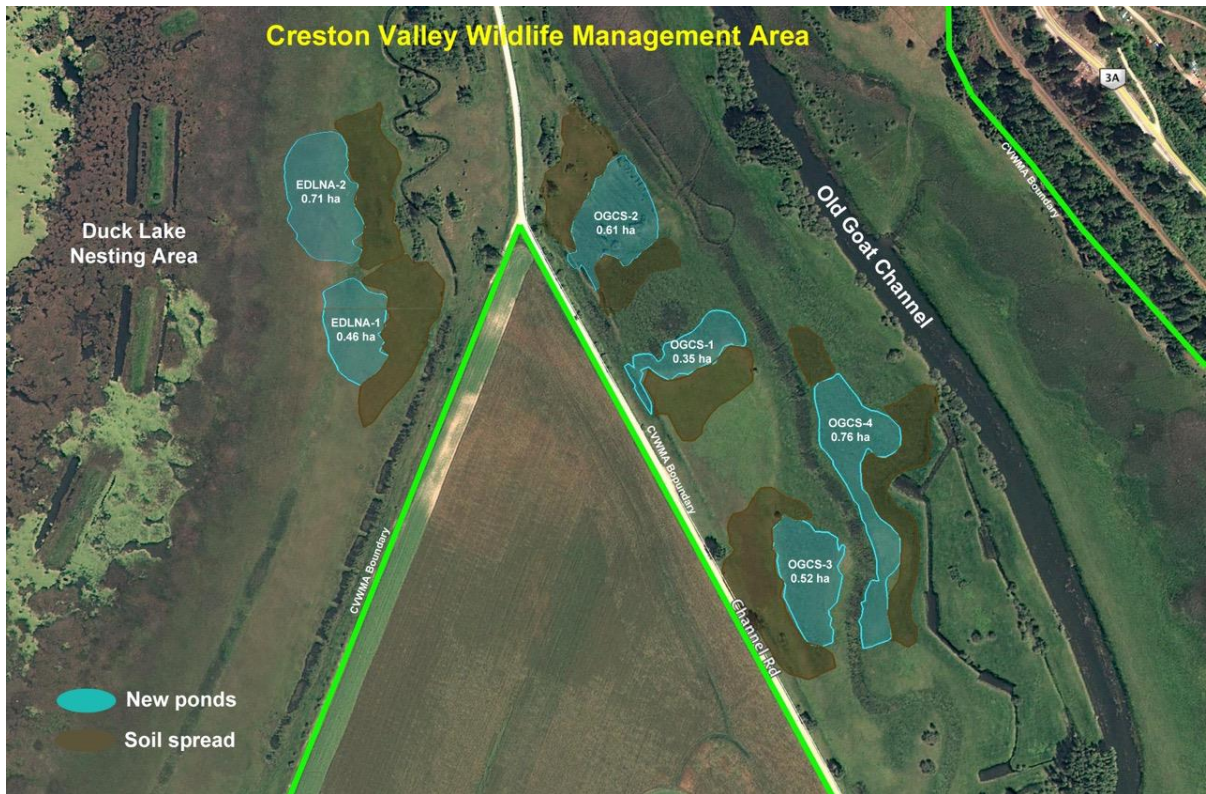 Creston Valley Wildlife Management Area
3A
CVWMA Boundary
EDLNA-2
0.71 ha
OGCS-2
0.61 ha
Old Goat Channel
Duck Lake
Nesting Area
EDLNA-1
0.46 ha
OGCS-1
0.35 ha
OGCS-4
0.76 ha
CVWMA Bopundary
CVWMA Boundary
OGCS-3
0.52 ha
Channel Rd
New ponds
Soil spread